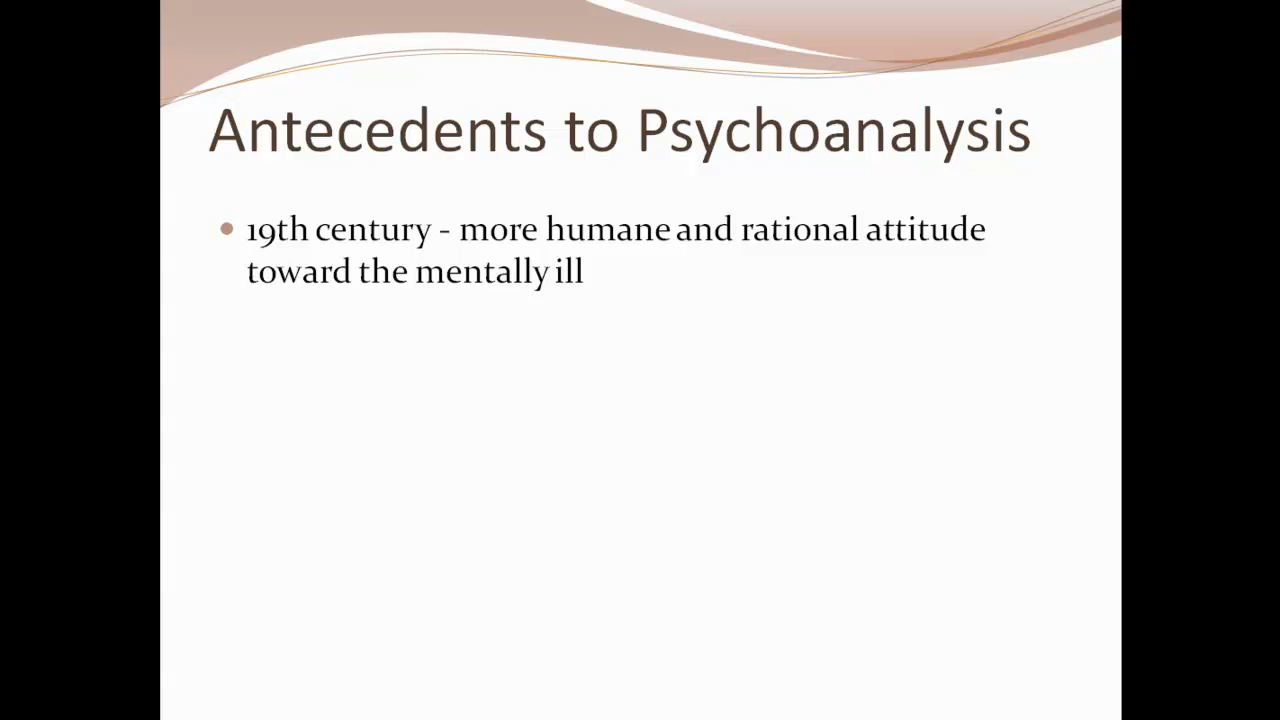 Antecedents to Psychoanalysis
19th century - more humane and rational attitude
toward the mentally ill